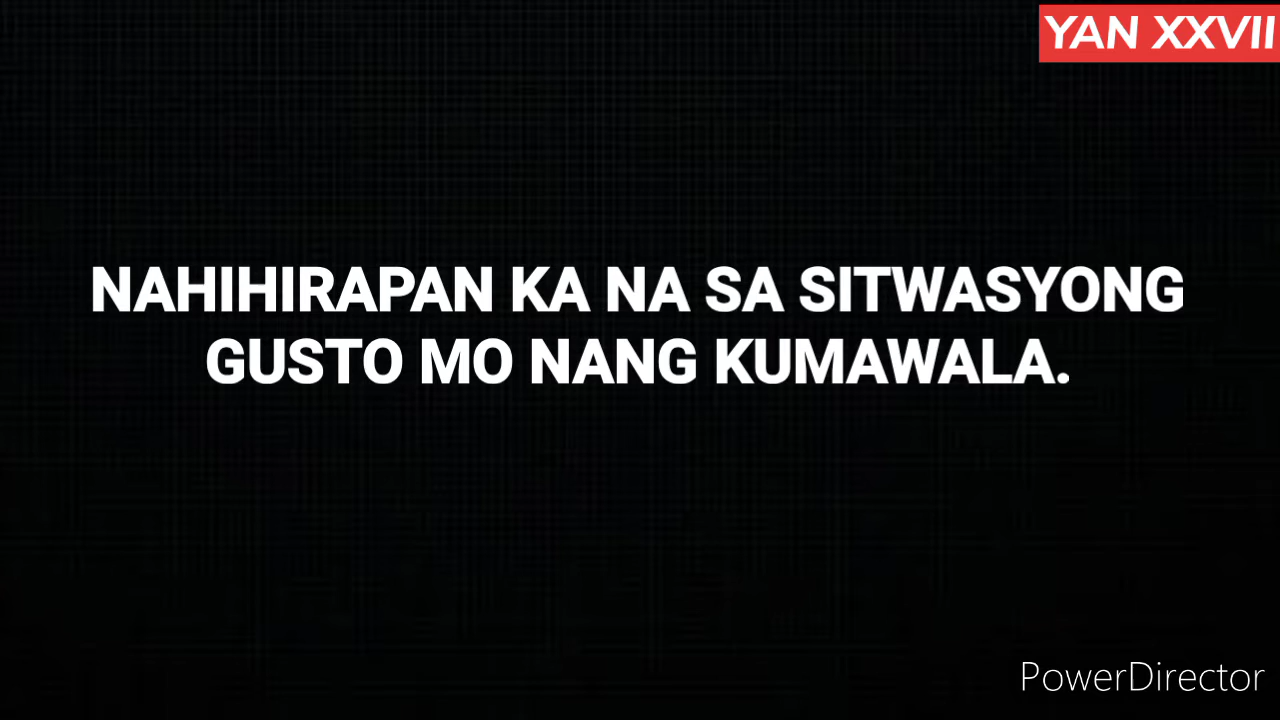 YAN XXVII
NAHIHIRAPAN KA NA SA SITWASYONG
GUSTO MO NANG KUMAWALA.
PowerDirector